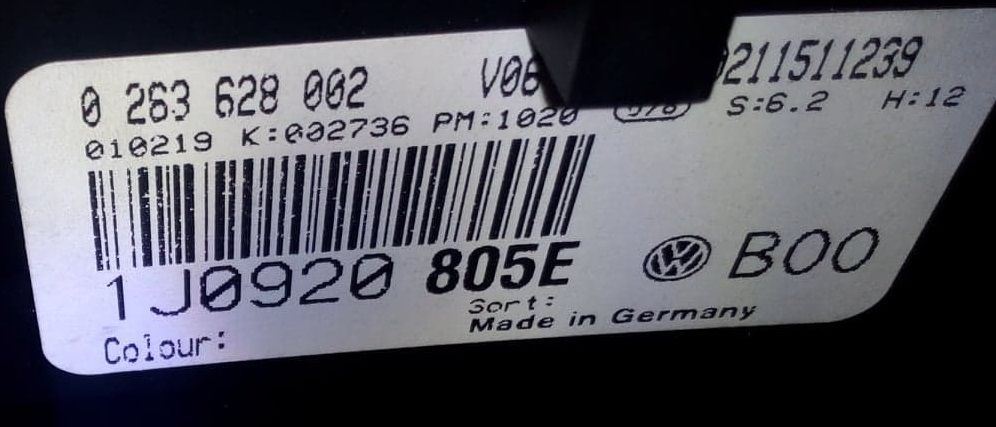 0 263 628 002 V06 0211511239
010219 K:002736 PM:1020 S:6.2 H:12
1J0920 805E B00
Sort:
Made in Germany
Colour: